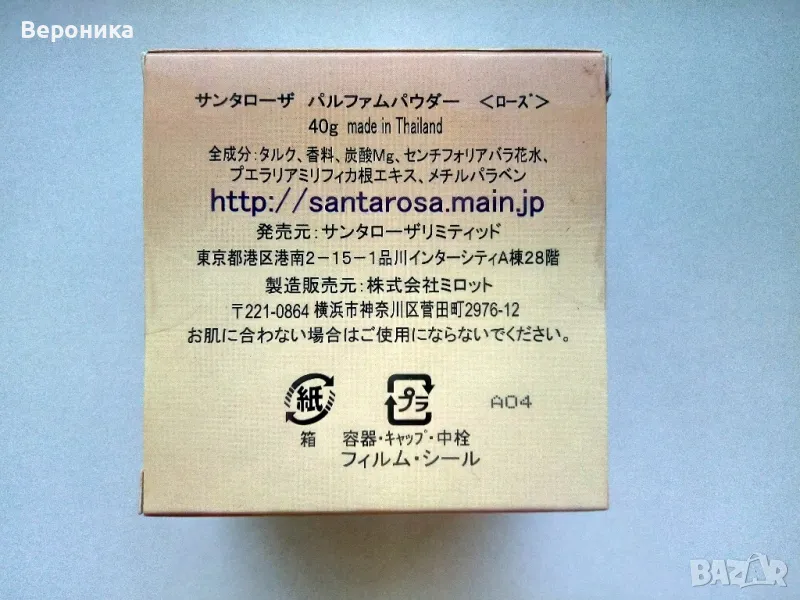 Вероника
サンタローザ パルファムパウダー <ローズ>
40g made in Thailand
全成分:タルク、香料、炭酸Mg、センチフォリアバラ花水、
プエラリアミリフィカ根エキス、メチルパラベン
http://santarosa.main.jp
発売元:サンタローザリミティッド
東京都港区港南2-15-1品川インターシティA棟28階
製造販売元:株式会社ミロット
〒221-0864 横浜市神奈川区菅田町2976-12
お肌に合わない場合はご使用にならないでください。
紙 プラ A04
箱 容器・キャップ・中栓
フィルム・シール
BAZAR